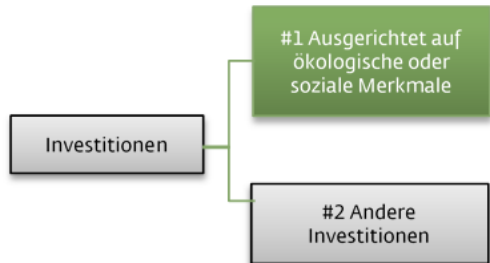 #1 Ausgerichtet auf
ökologische oder
soziale Merkmale
Investitionen
#2 Andere
Investitionen